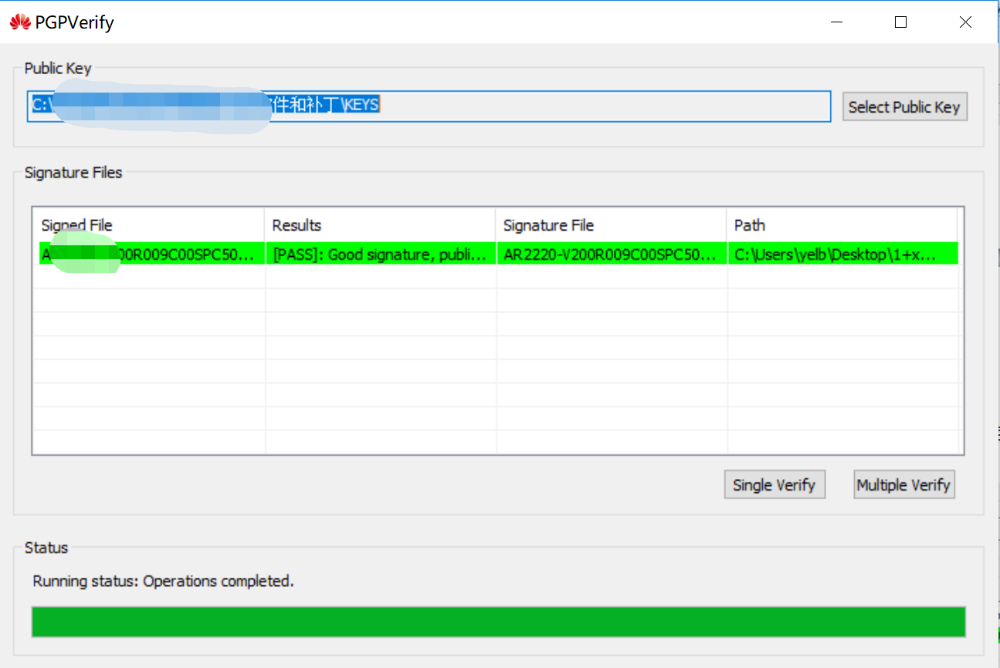 PGPVerify
Public Key
C:\ 件和补丁\KEYS
Select Public Key
Signature Files
Signed File Results Signature File Path
A 00R009C00SPC50... [PASS]: Good signature, publi... AR2220-V200R009C00SPC50... C:\Users\yelb\Desktop\1+x...
Single Verify Multiple Verify
Status
Running status: Operations completed.